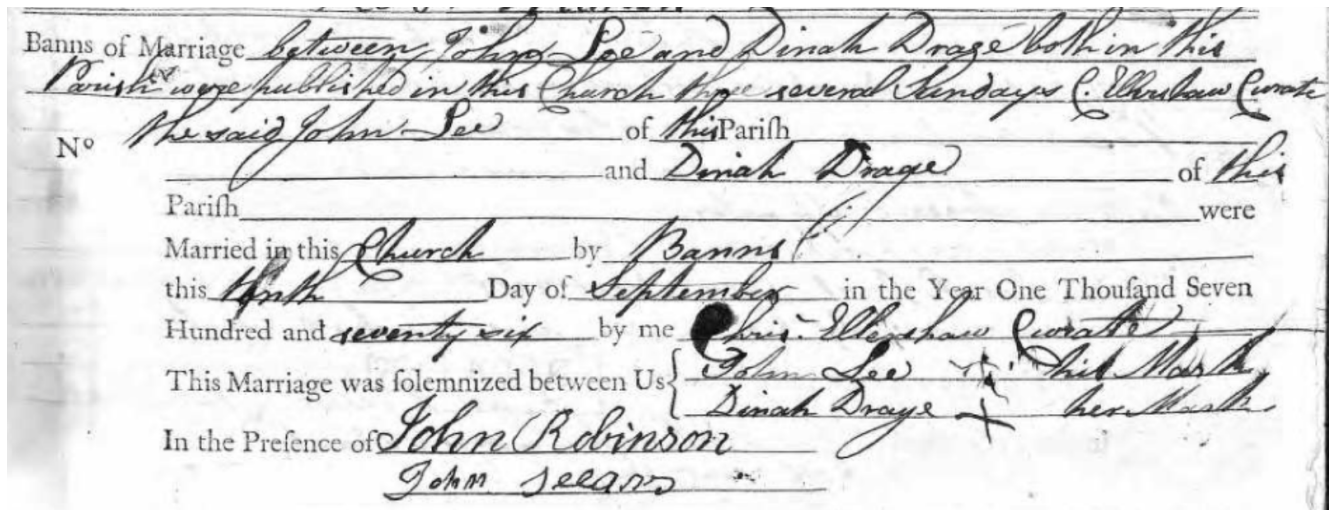 Banns of Marriage between John Lee and Dinah Drage both in this
Parish were published in this Church three several Sundays C. Ellershaw Curate
No the said John Lee of this Pariſh
and Dinah Drage of this
Pariſh were
Married in this Church by Banns
this tenth Day of September in the Year One Thouſand Seven
Hundred and seventy six by me Chris. Ellershaw Curate
This Marriage was ſolemnized between Us { John Lee X his Mark
Dinah Drage X her Mark
In the Preſence of John Robinson
John